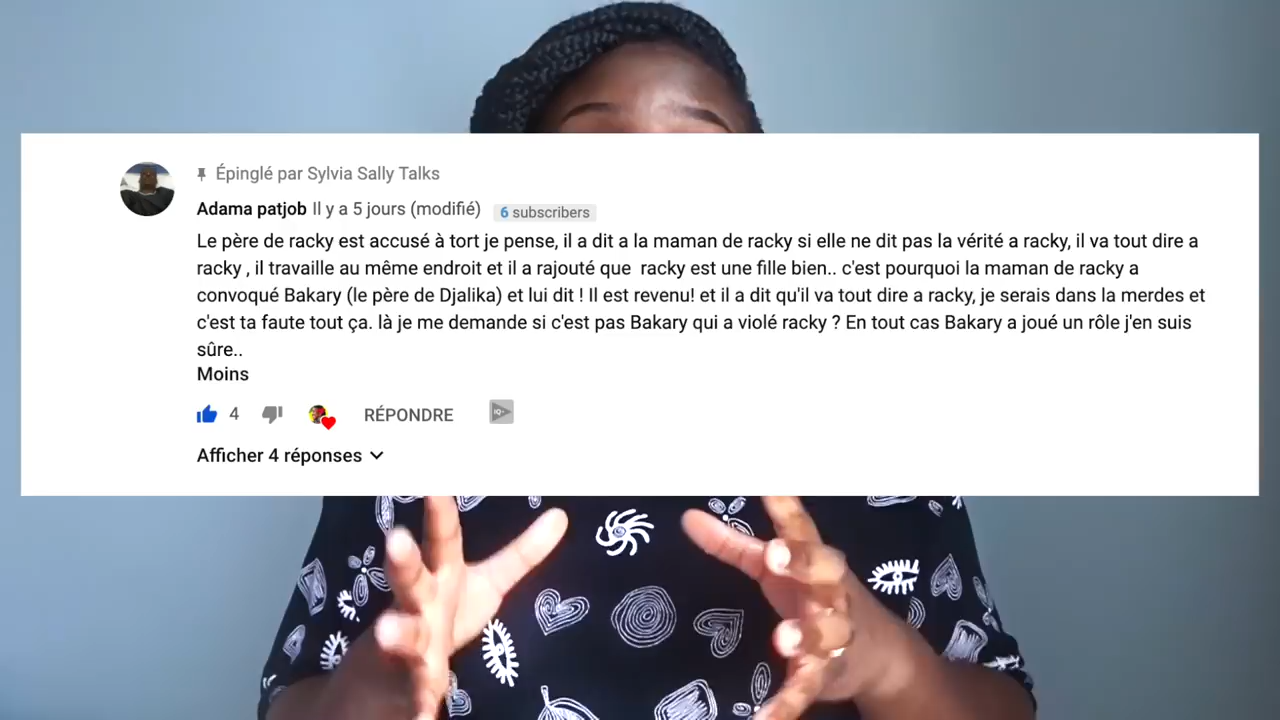 Épinglé par Sylvia Sally Talks
Adama patjob Il y a 5 jours (modifié) 6 subscribers
Le père de racky est accusé à tort je pense, il a dit a la maman de racky si elle ne dit pas la vérité a racky, il va tout dire a
racky , il travaille au même endroit et il a rajouté que racky est une fille bien.. c'est pourquoi la maman de racky a
convoqué Bakary (le père de Djalika) et lui dit ! Il est revenu! et il a dit qu'il va tout dire a racky, je serais dans la merdes et
c'est ta faute tout ça. là je me demande si c'est pas Bakary qui a violé racky ? En tout cas Bakary a joué un rôle j'en suis
sûre..
Moins
4 RÉPONDRE IQ
Afficher 4 réponses